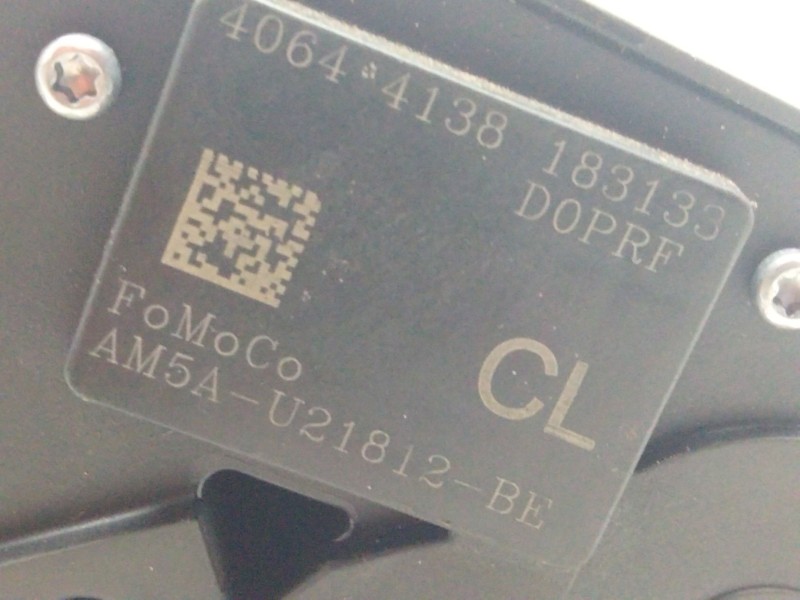 4064 4138 183133
D0PRF
CL
FoMoCo
AM5A-U21812-BE